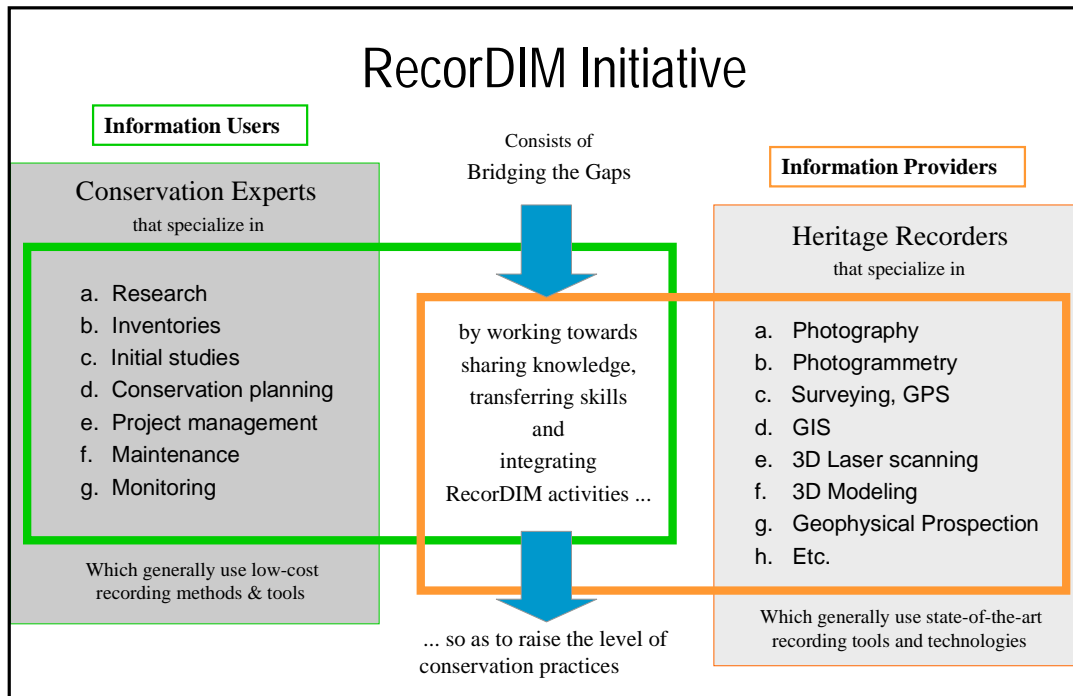 RecorDIM Initiative
Information Users
Conservation Experts
that specialize in
a. Research
b. Inventories
c. Initial studies
d. Conservation planning
e. Project management
f. Maintenance
g. Monitoring
Which generally use low-cost
recording methods & tools
Consists of
Bridging the Gaps
by working towards
sharing knowledge,
transferring skills
and
integrating
RecorDIM activities ...
... so as to raise the level of
conservation practices
Information Providers
Heritage Recorders
that specialize in
a. Photography
b. Photogrammetry
c. Surveying, GPS
d. GIS
e. 3D Laser scanning
f. 3D Modeling
g. Geophysical Prospection
h. Etc.
Which generally use state-of-the-art
recording tools and technologies